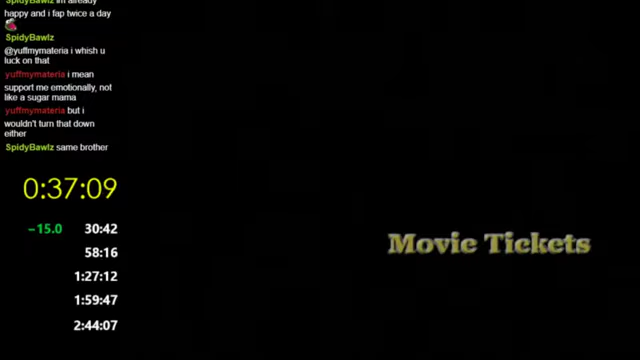 SpidyBawlz im already
happy and i fap twice a day
SpidyBawlz
@yuffmymateria i whish u
luck on that
yuffmymateria i mean
support me emotionally, not
like a sugar mama
yuffmymateria but i
wouldn't turn that down
either
SpidyBawlz same brother
0:37:09
−15.0 30:42
58:16
1:27:12
1:59:47
2:44:07
Movie Tickets